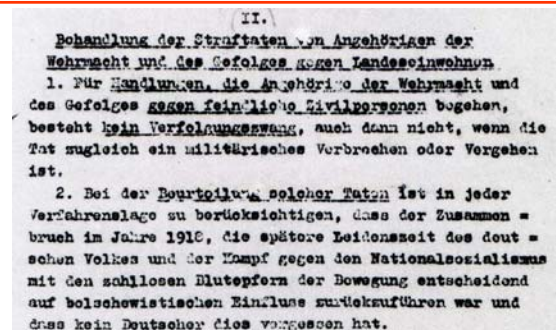 II.
Behandlung der Straftaten von Angehörigen der
Wehrmacht und des Gefolges gegen Landeseinwohner
1. Für Handlungen, die Angehörige der Wehrmacht und
des Gefolges gegen feindliche Zivilpersonen begehen,
besteht kein Verfolgungszwang, auch dann nicht, wenn die
Tat zugleich ein militärisches Verbrechen oder Vergehen
ist.
2. Bei der Beurteilung solcher Taten ist in jeder
Verfahrenslage zu berücksichtigen, dass der Zusammen =
bruch im Jahre 1918, die spätere Leidenszeit des deut =
schen Volkes und der Kampf gegen den Nationalsozialismus
mit den zahllosen Blutopfern der Bewegung entscheidend
auf bolschewistischen Einfluss zurückzuführen war und
dass kein Deutscher dies vergessen hat.